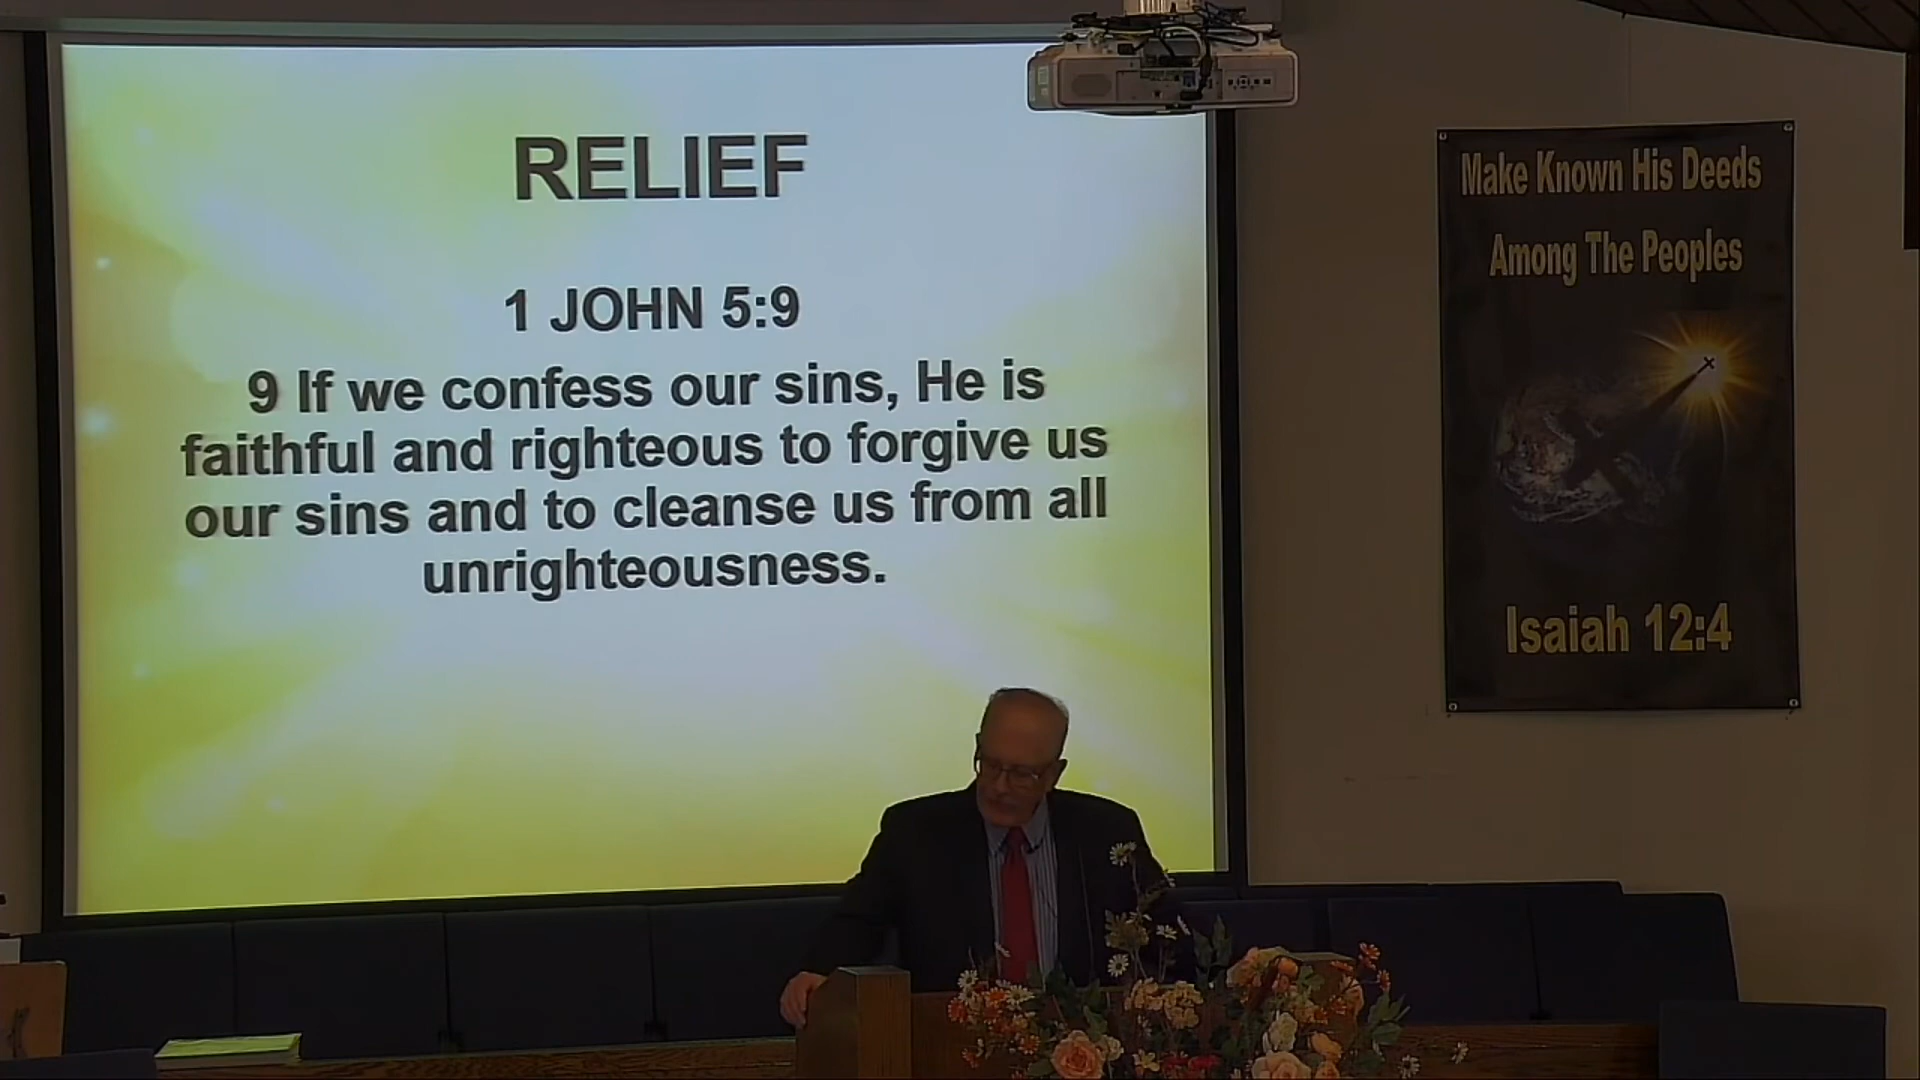 RELIEF
1 JOHN 5:9
9 If we confess our sins, He is
faithful and righteous to forgive us
our sins and to cleanse us from all
unrighteousness.
Make Known His Deeds
Among The Peoples
Isaiah 12:4